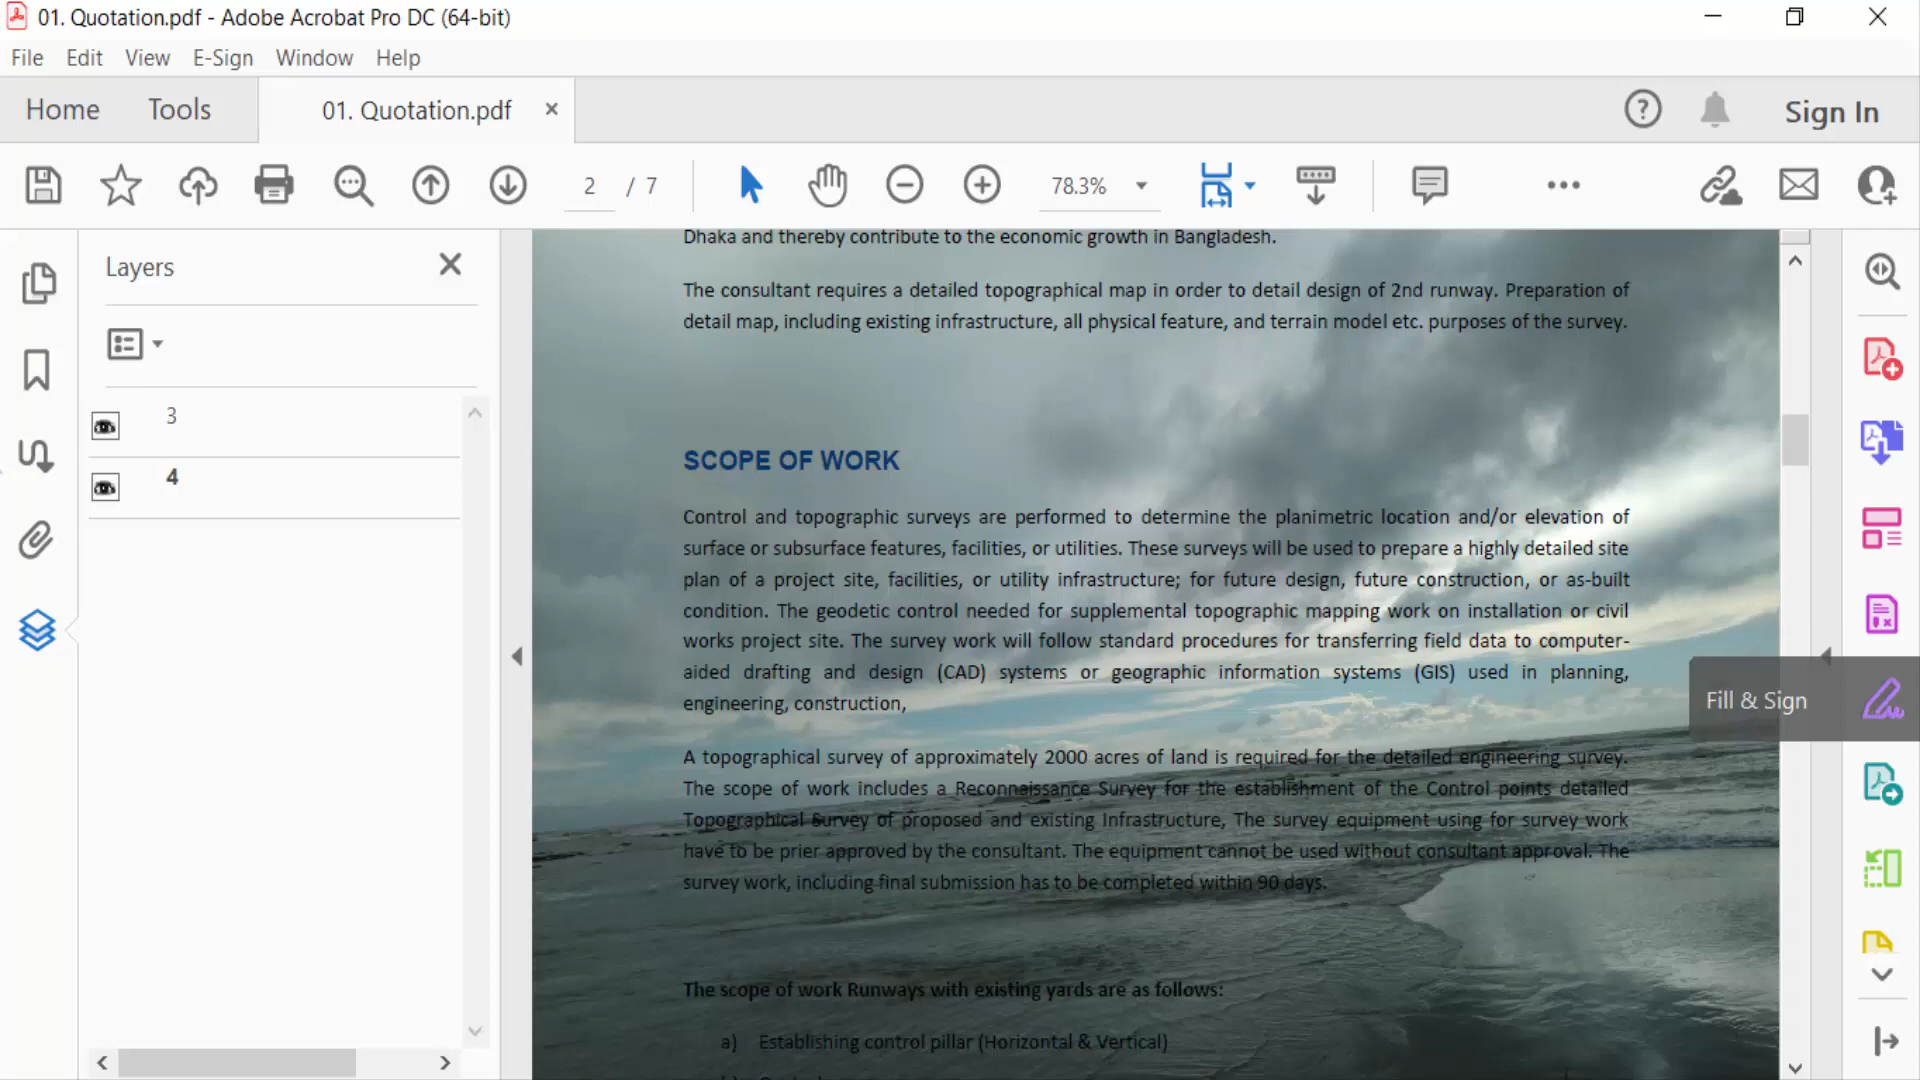 01. Quotation.pdf - Adobe Acrobat Pro DC (64-bit)
File Edit View E-Sign Window Help
Home Tools 01. Quotation.pdf Sign In
2 / 7 78.3%
Layers
3
4
Dhaka and thereby contribute to the economic growth in Bangladesh.
The consultant requires a detailed topographical map in order to detail design of 2nd runway. Preparation of
detail map, including existing infrastructure, all physical feature, and terrain model etc. purposes of the survey.
SCOPE OF WORK
Control and topographic surveys are performed to determine the planimetric location and/or elevation of
surface or subsurface features, facilities, or utilities. These surveys will be used to prepare a highly detailed site
plan of a project site, facilities, or utility infrastructure; for future design, future construction, or as-built
condition. The geodetic control needed for supplemental topographic mapping work on installation or civil
works project site. The survey work will follow standard procedures for transferring field data to computer-
aided drafting and design (CAD) systems or geographic information systems (GIS) used in planning,
engineering, construction,
Fill & Sign
A topographical survey of approximately 2000 acres of land is required for the detailed engineering survey.
The scope of work includes a Reconnaissance Survey for the establishment of the Control points detailed
Topographical Survey of proposed and existing Infrastructure, The survey equipment using for survey work
have to be prier approved by the consultant. The equipment cannot be used without consultant approval. The
survey work, including final submission has to be completed within 90 days.
The scope of work Runways with existing yards are as follows:
a) Establishing control pillar (Horizontal & Vertical)